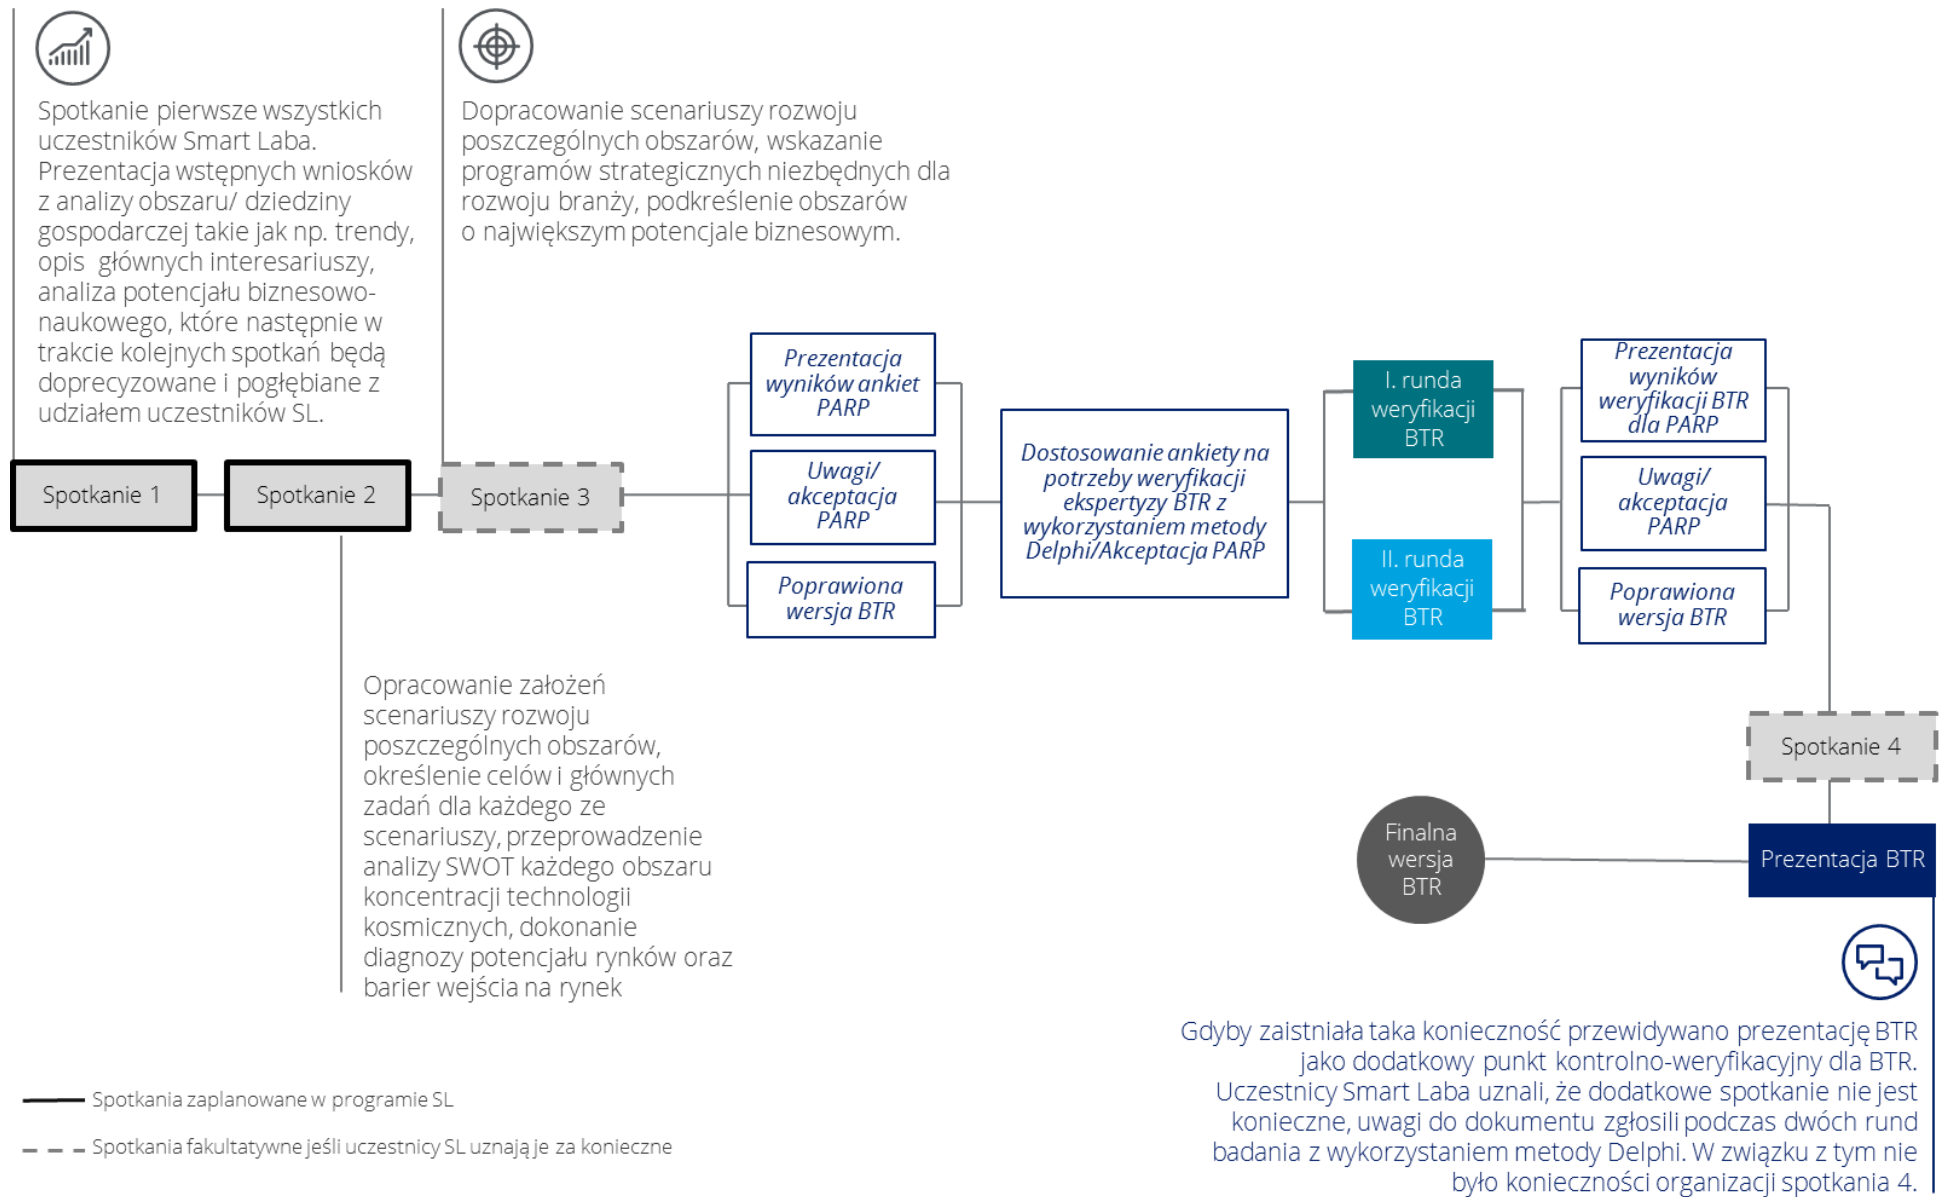 Spotkanie pierwsze wszystkich
uczestników Smart Laba.
Prezentacja wstępnych wniosków
z analizy obszaru/ dziedziny
gospodarczej takie jak np. trendy,
opis głównych interesariuszy,
analiza potencjału biznesowo-
naukowego, które następnie w
trakcie kolejnych spotkań będą
doprecyzowane i pogłębiane z
udziałem uczestników SL.
Dopracowanie scenariuszy rozwoju
poszczególnych obszarów, wskazanie
programów strategicznych niezbędnych dla
rozwoju branży, podkreślenie obszarów
o największym potencjale biznesowym.
Spotkanie 1
Spotkanie 2
Spotkanie 3
Prezentacja
wyników ankiet
PARP
Uwagi/
akceptacja
PARP
Poprawiona
wersja BTR
Dostosowanie ankiety na
potrzeby weryfikacji
ekspertyzy BTR z
wykorzystaniem metody
Delphi/Akceptacja PARP
I. runda
weryfikacji
BTR
II. runda
weryfikacji
BTR
Prezentacja
wyników
weryfikacji BTR
dla PARP
Uwagi/
akceptacja
PARP
Poprawiona
wersja BTR
Opracowanie założeń
scenariuszy rozwoju
poszczególnych obszarów,
określenie celów i głównych
zadań dla każdego ze
scenariuszy, przeprowadzenie
analizy SWOT każdego obszaru
koncentracji technologii
kosmicznych, dokonanie
diagnozy potencjału rynków oraz
barier wejścia na rynek
Spotkanie 4
Prezentacja BTR
Finalna
wersja
BTR
Gdyby zaistniała taka konieczność przewidywano prezentację BTR
jako dodatkowy punkt kontrolno-weryfikacyjny dla BTR.
Uczestnicy Smart Laba uznali, że dodatkowe spotkanie nie jest
konieczne, uwagi do dokumentu zgłosili podczas dwóch rund
badania z wykorzystaniem metody Delphi. W związku z tym nie
było konieczności organizacji spotkania 4.
Spotkania zaplanowane w programie SL
Spotkania fakultatywne jeśli uczestnicy SL uznają je za konieczne